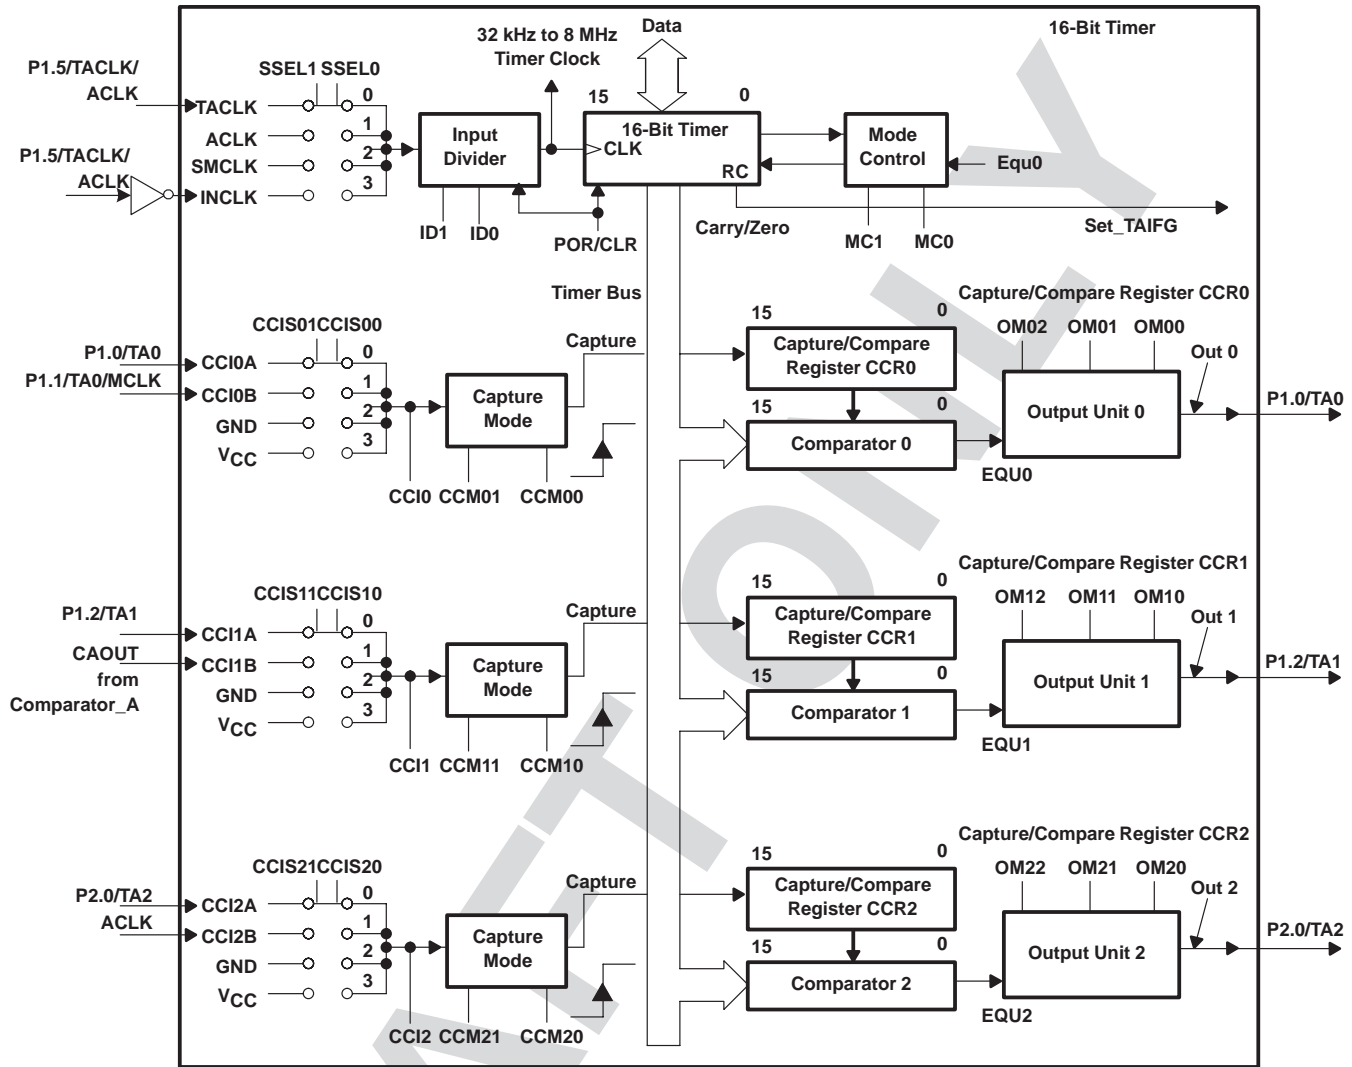 32 kHz to 8 MHz
Timer Clock
Data
16-Bit Timer
P1.5/TACLK/
ACLK
SSEL1 SSEL0
TACLK
ACLK
SMCLK
INCLK
0
1
2
3
P1.5/TACLK/
ACLK
Input
Divider
ID1
ID0
15
0
16-Bit Timer
CLK
RC
POR/CLR
Mode
Control
Equ0
MC1
MC0
Carry/Zero
Set_TAIFG
Timer Bus
CCIS01CCIS00
P1.0/TA0
P1.1/TA0/MCLK
CCI0A
CCI0B
GND
VCC
0
1
2
3
Capture
Mode
Capture
CCI0
CCM01
CCM00
15
0
Capture/Compare
Register CCR0
15
0
Comparator 0
EQU0
Capture/Compare Register CCR0
OM02
OM01
OM00
Output Unit 0
Out 0
P1.0/TA0
CCIS11CCIS10
P1.2/TA1
CAOUT
from
Comparator_A
CCI1A
CCI1B
GND
VCC
0
1
2
3
Capture
Mode
Capture
CCI1
CCM11
CCM10
15
0
Capture/Compare
Register CCR1
15
0
Comparator 1
EQU1
Capture/Compare Register CCR1
OM12
OM11
OM10
Output Unit 1
Out 1
P1.2/TA1
CCIS21CCIS20
P2.0/TA2
ACLK
CCI2A
CCI2B
GND
VCC
0
1
2
3
Capture
Mode
Capture
CCI2
CCM21
CCM20
15
0
Capture/Compare
Register CCR2
15
0
Comparator 2
EQU2
Capture/Compare Register CCR2
OM22
OM21
OM20
Output Unit 2
Out 2
P2.0/TA2
ONLY